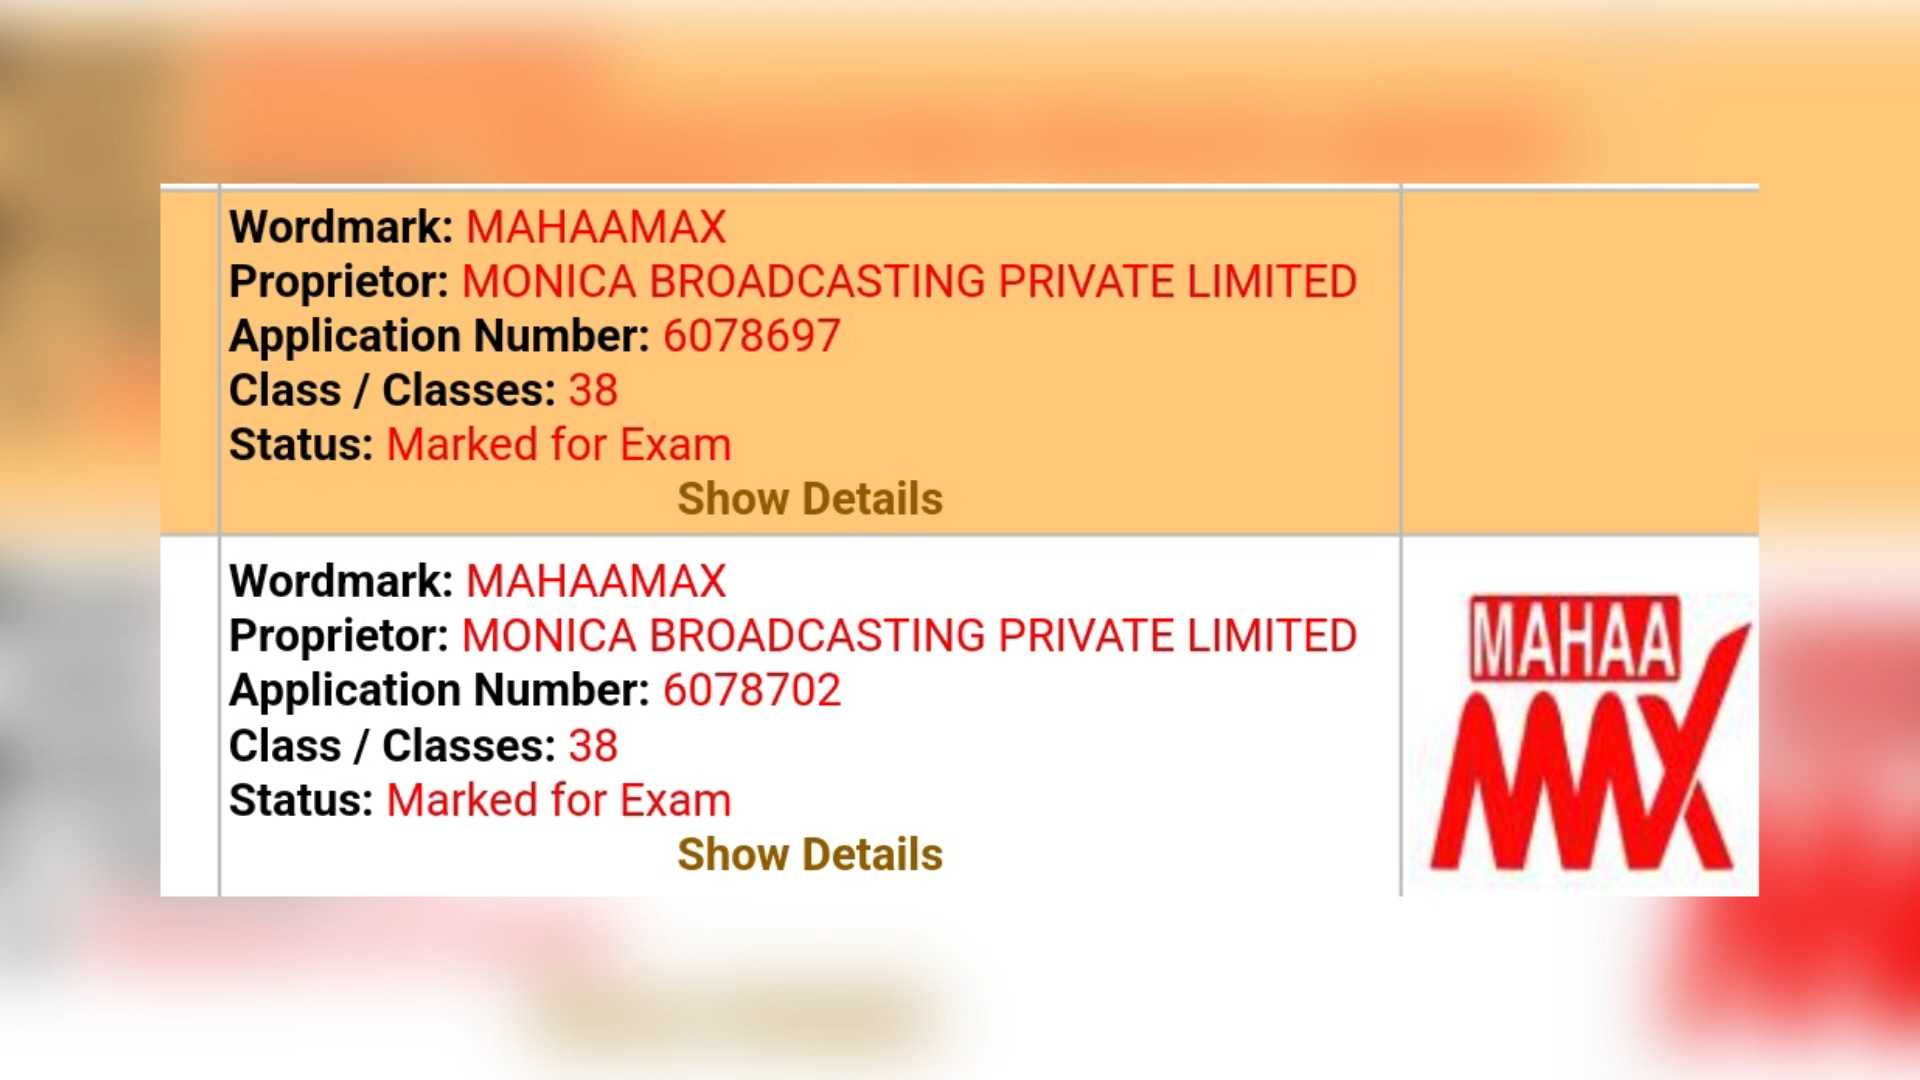 Wordmark: MAHAAMAX
Proprietor: MONICA BROADCASTING PRIVATE LIMITED
Application Number: 6078697
Class / Classes: 38
Status: Marked for Exam
Show Details
Wordmark: MAHAAMAX
Proprietor: MONICA BROADCASTING PRIVATE LIMITED
Application Number: 6078702
Class / Classes: 38
Status: Marked for Exam
Show Details
MAHAA
MAX